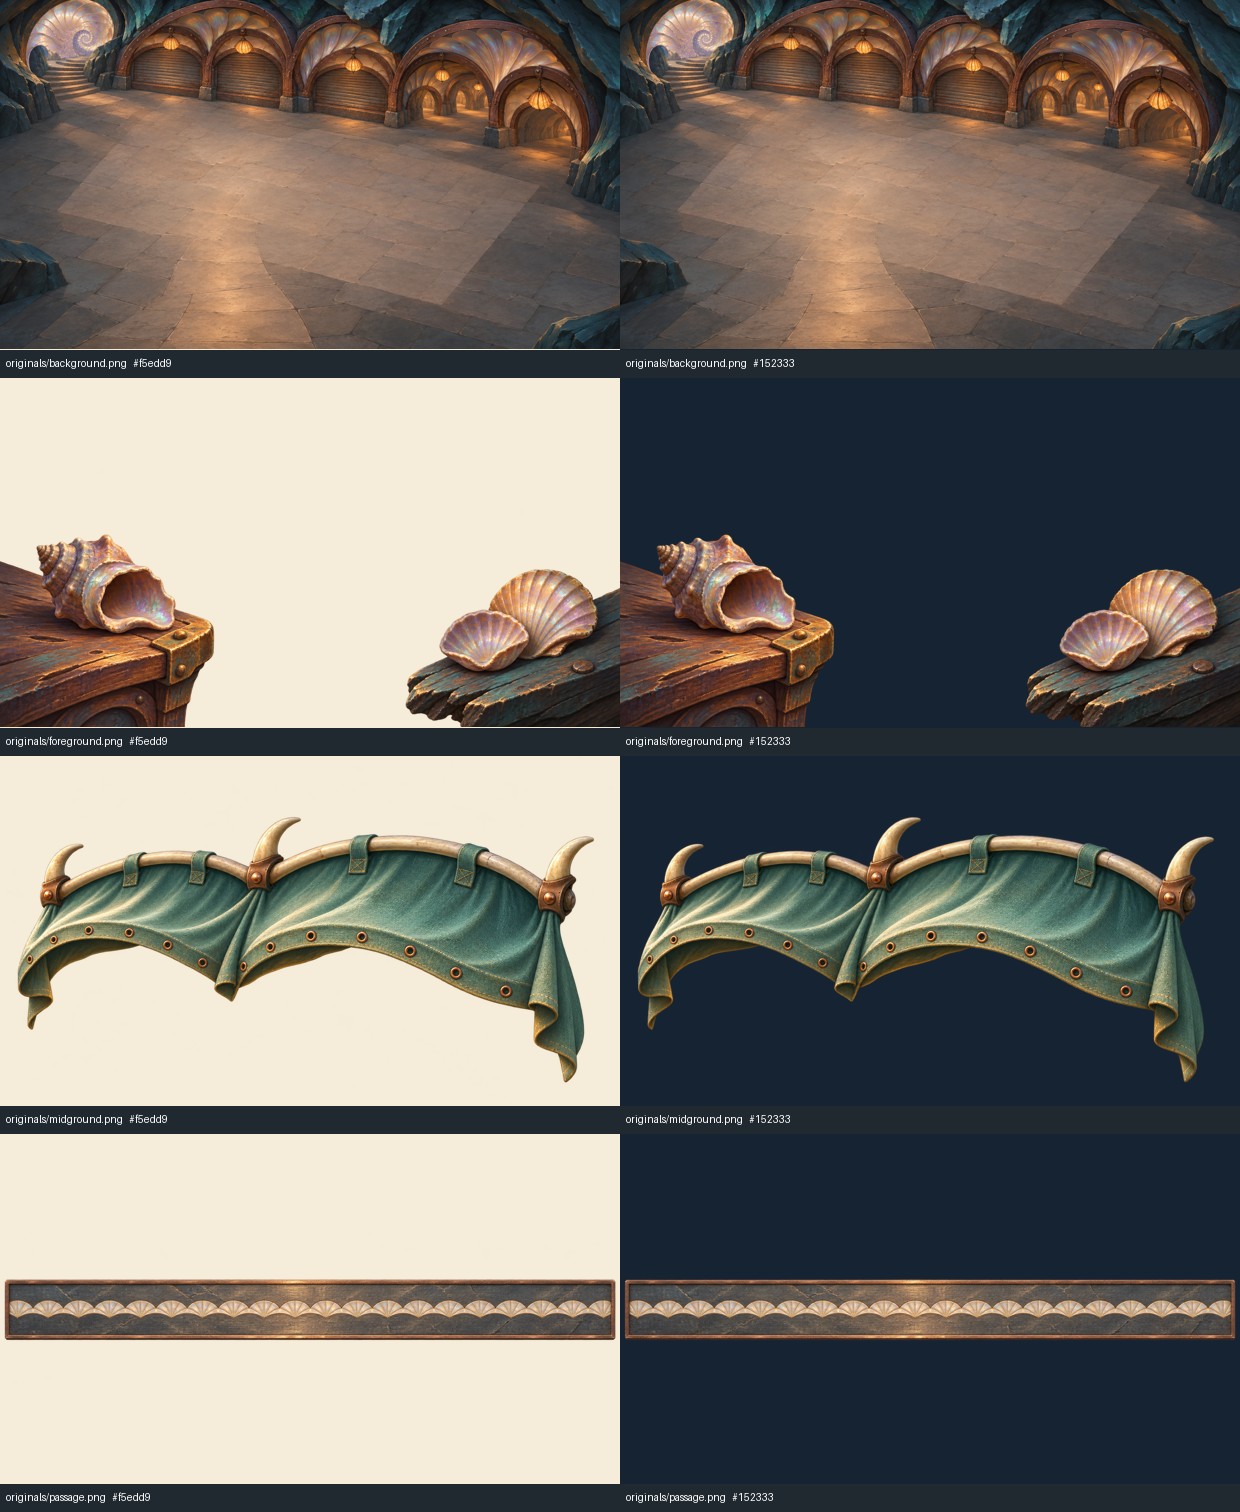 originals/background.png #f5edd9
originals/background.png #152333
originals/foreground.png #f5edd9
originals/foreground.png #152333
originals/midground.png #f5edd9
originals/midground.png #152333
originals/passage.png #f5edd9
originals/passage.png #152333